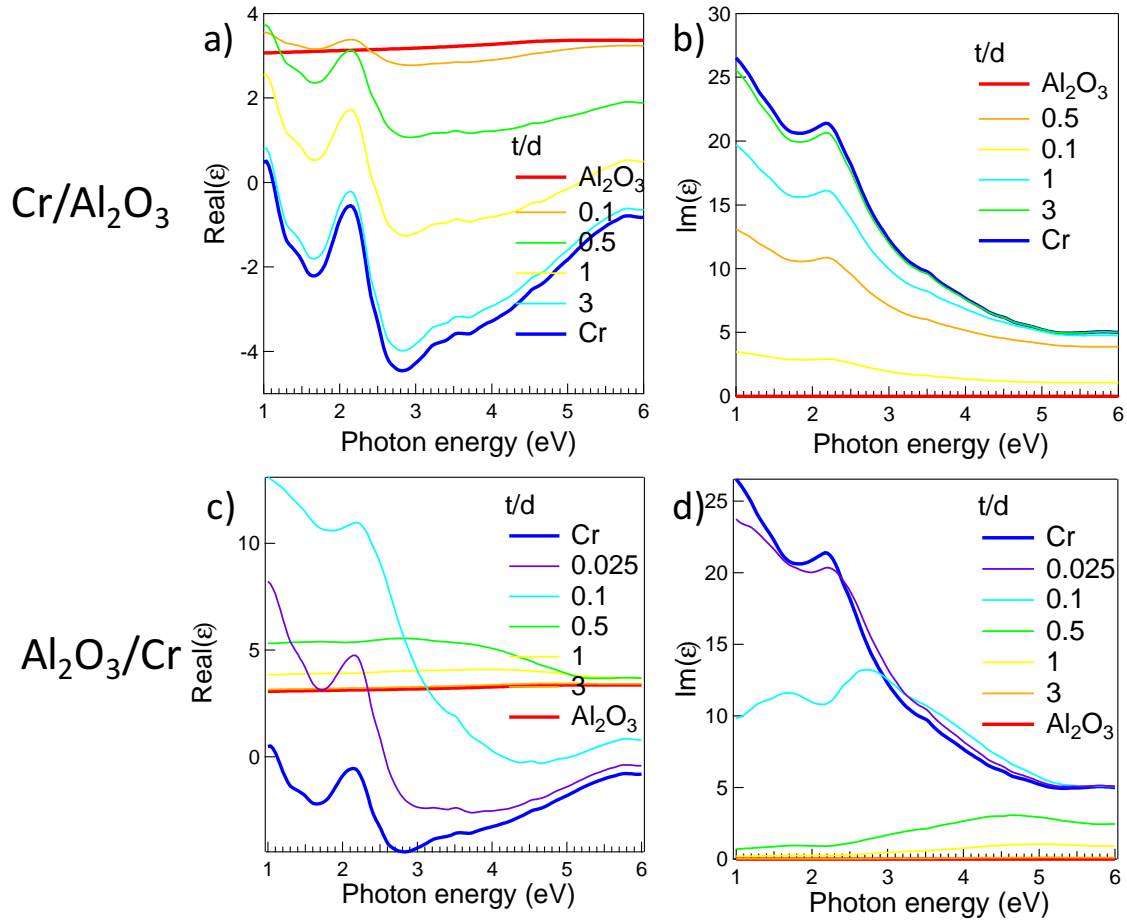 Cr/Al₂O₃
a)
4
2
0
-2
-4
Real(ε)
t/d
Al₂O₃
0.1
0.5
1
3
Cr
1 2 3 4 5 6
Photon energy (eV)
b)
30
25
20
15
10
5
0
Im(ε)
t/d
Al₂O₃
0.5
0.1
1
3
Cr
1 2 3 4 5 6
Photon energy (eV)
Al₂O₃/Cr
c)
10
5
0
Real(ε)
t/d
Cr
0.025
0.1
0.5
1
3
Al₂O₃
1 2 3 4 5 6
Photon energy (eV)
d)
25
20
15
10
5
0
Im(ε)
t/d
Cr
0.025
0.1
0.5
1
3
Al₂O₃
1 2 3 4 5 6
Photon energy (eV)